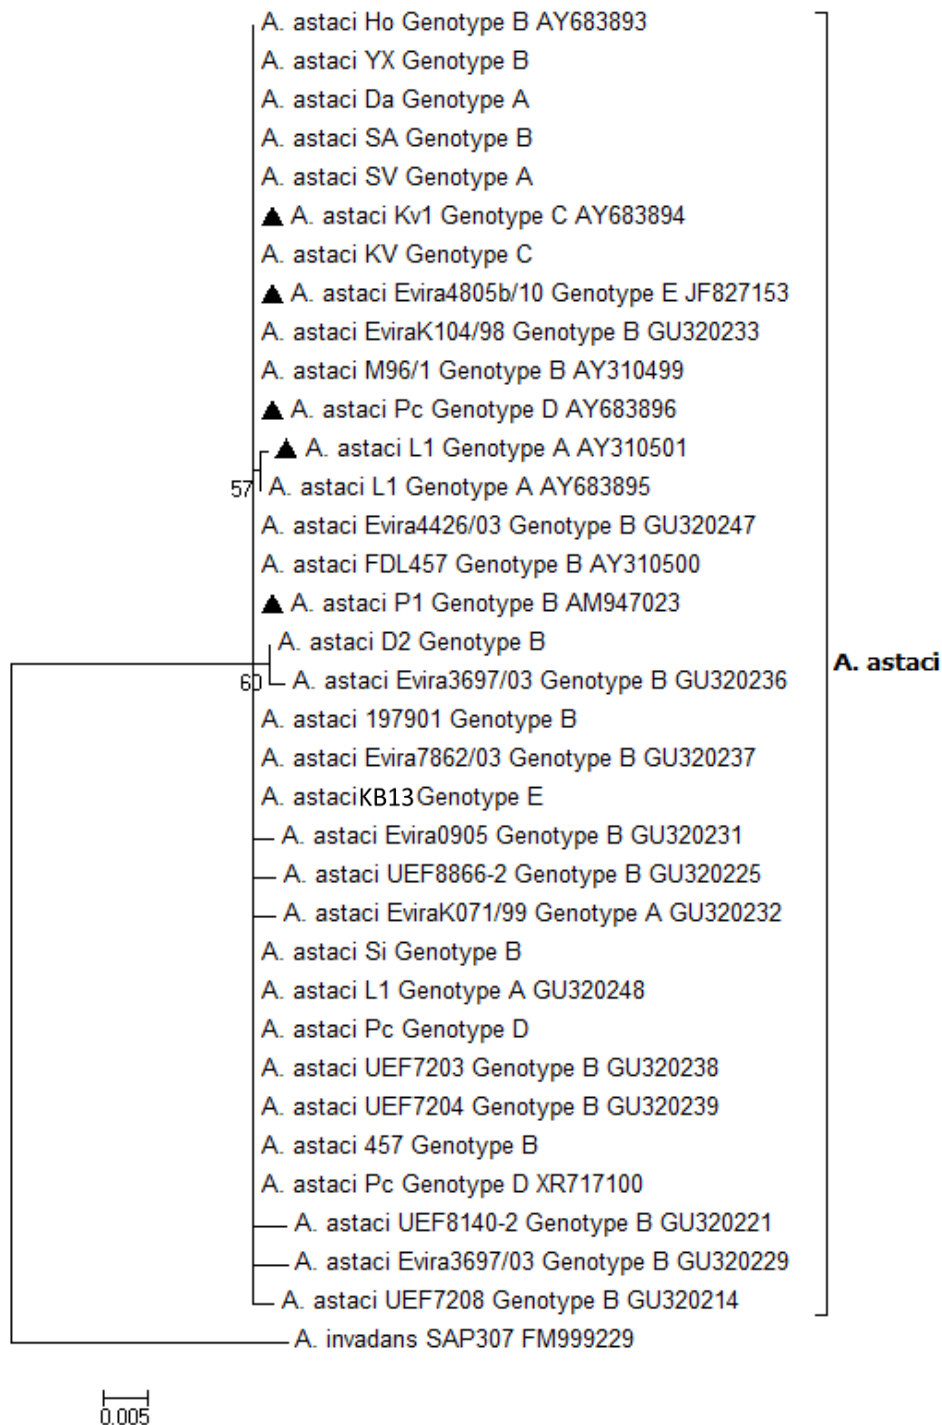 A. astaci Ho Genotype B AY683893
A. astaci YX Genotype B
A. astaci Da Genotype A
A. astaci SA Genotype B
A. astaci SV Genotype A
A. astaci Kv1 Genotype C AY683894
A. astaci KV Genotype C
A. astaci Evira4805b/10 Genotype E JF827153
A. astaci EviraK104/98 Genotype B GU320233
A. astaci M96/1 Genotype B AY310499
A. astaci Pc Genotype D AY683896
A. astaci L1 Genotype A AY310501
57
A. astaci L1 Genotype A AY683895
A. astaci Evira4426/03 Genotype B GU320247
A. astaci FDL457 Genotype B AY310500
A. astaci P1 Genotype B AM947023
A. astaci D2 Genotype B
A. astaci
60
A. astaci Evira3697/03 Genotype B GU320236
A. astaci 197901 Genotype B
A. astaci Evira7862/03 Genotype B GU320237
A. astaci KB13 Genotype E
A. astaci Evira0905 Genotype B GU320231
A. astaci UEF8866-2 Genotype B GU320225
A. astaci EviraK071/99 Genotype A GU320232
A. astaci Si Genotype B
A. astaci L1 Genotype A GU320248
A. astaci Pc Genotype D
A. astaci UEF7203 Genotype B GU320238
A. astaci UEF7204 Genotype B GU320239
A. astaci 457 Genotype B
A. astaci Pc Genotype D XR717100
A. astaci UEF8140-2 Genotype B GU320221
A. astaci Evira3697/03 Genotype B GU320229
A. astaci UEF7208 Genotype B GU320214
A. invadans SAP307 FM999229
0.005